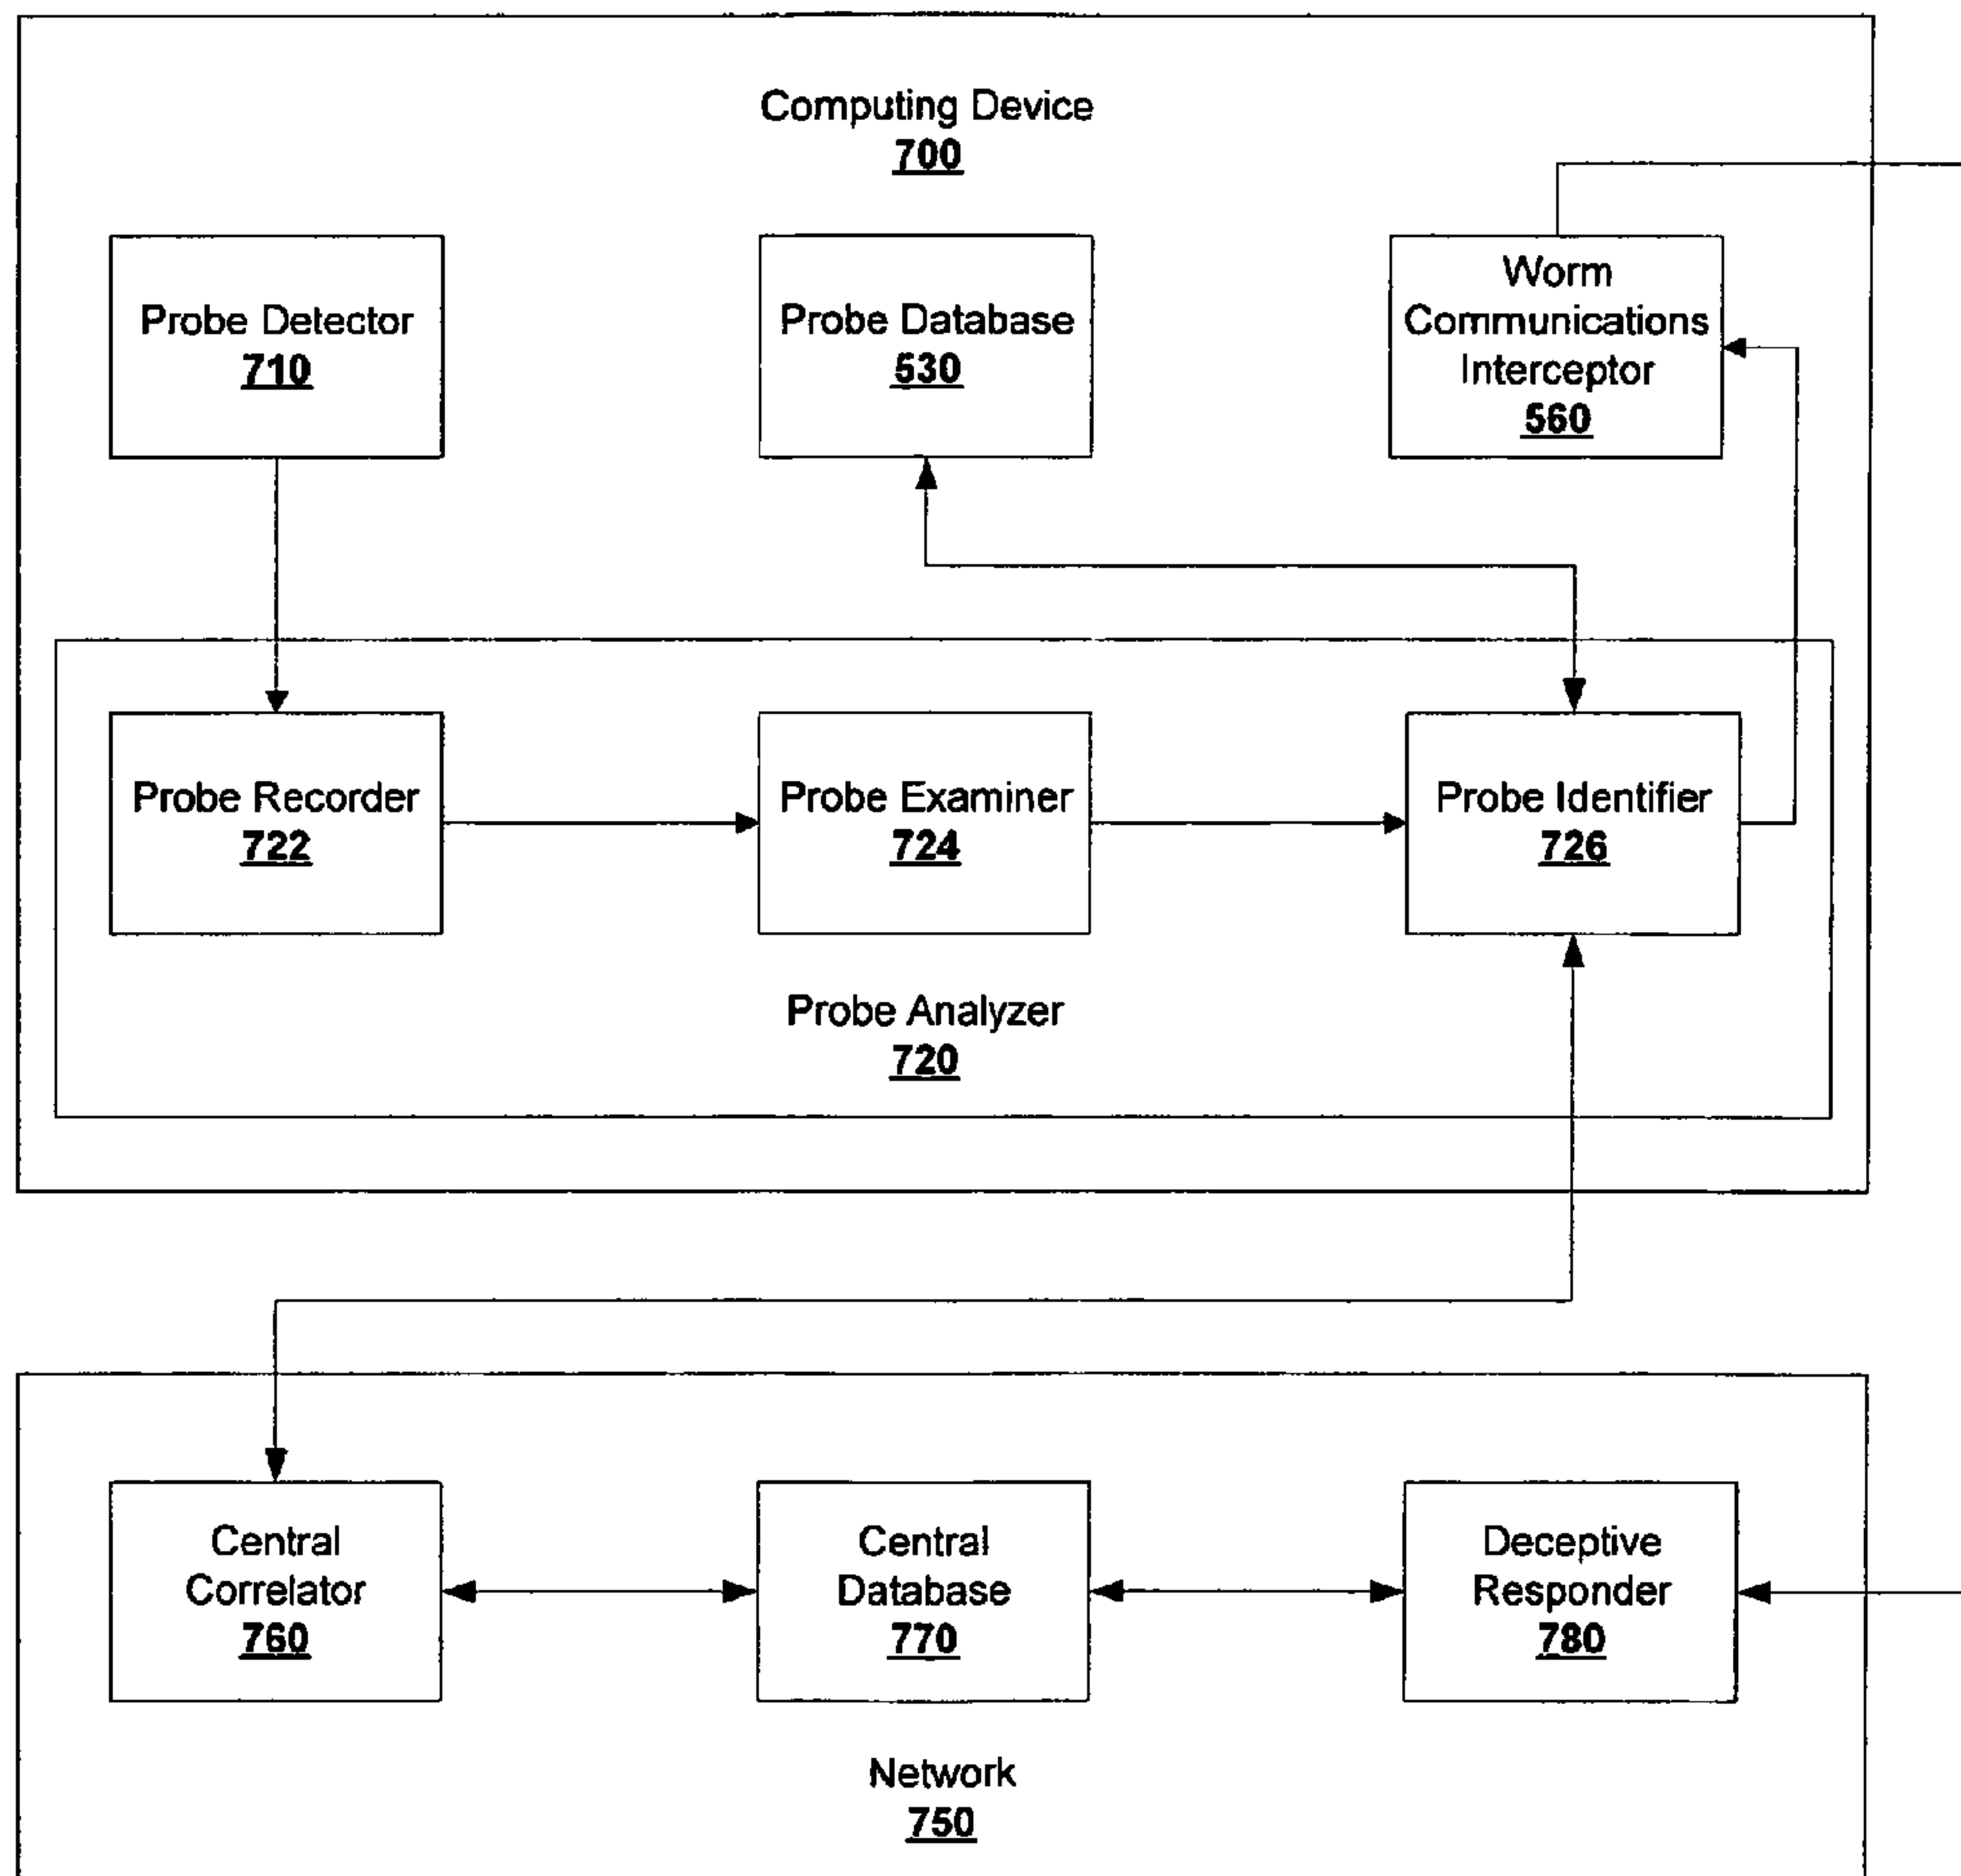 Computing Device
700
Probe Detector
710
Probe Database
530
Worm
Communications
Interceptor
560
Probe Recorder
722
Probe Examiner
724
Probe Identifier
726
Probe Analyzer
720
Central
Correlator
760
Central
Database
770
Deceptive
Responder
780
Network
750